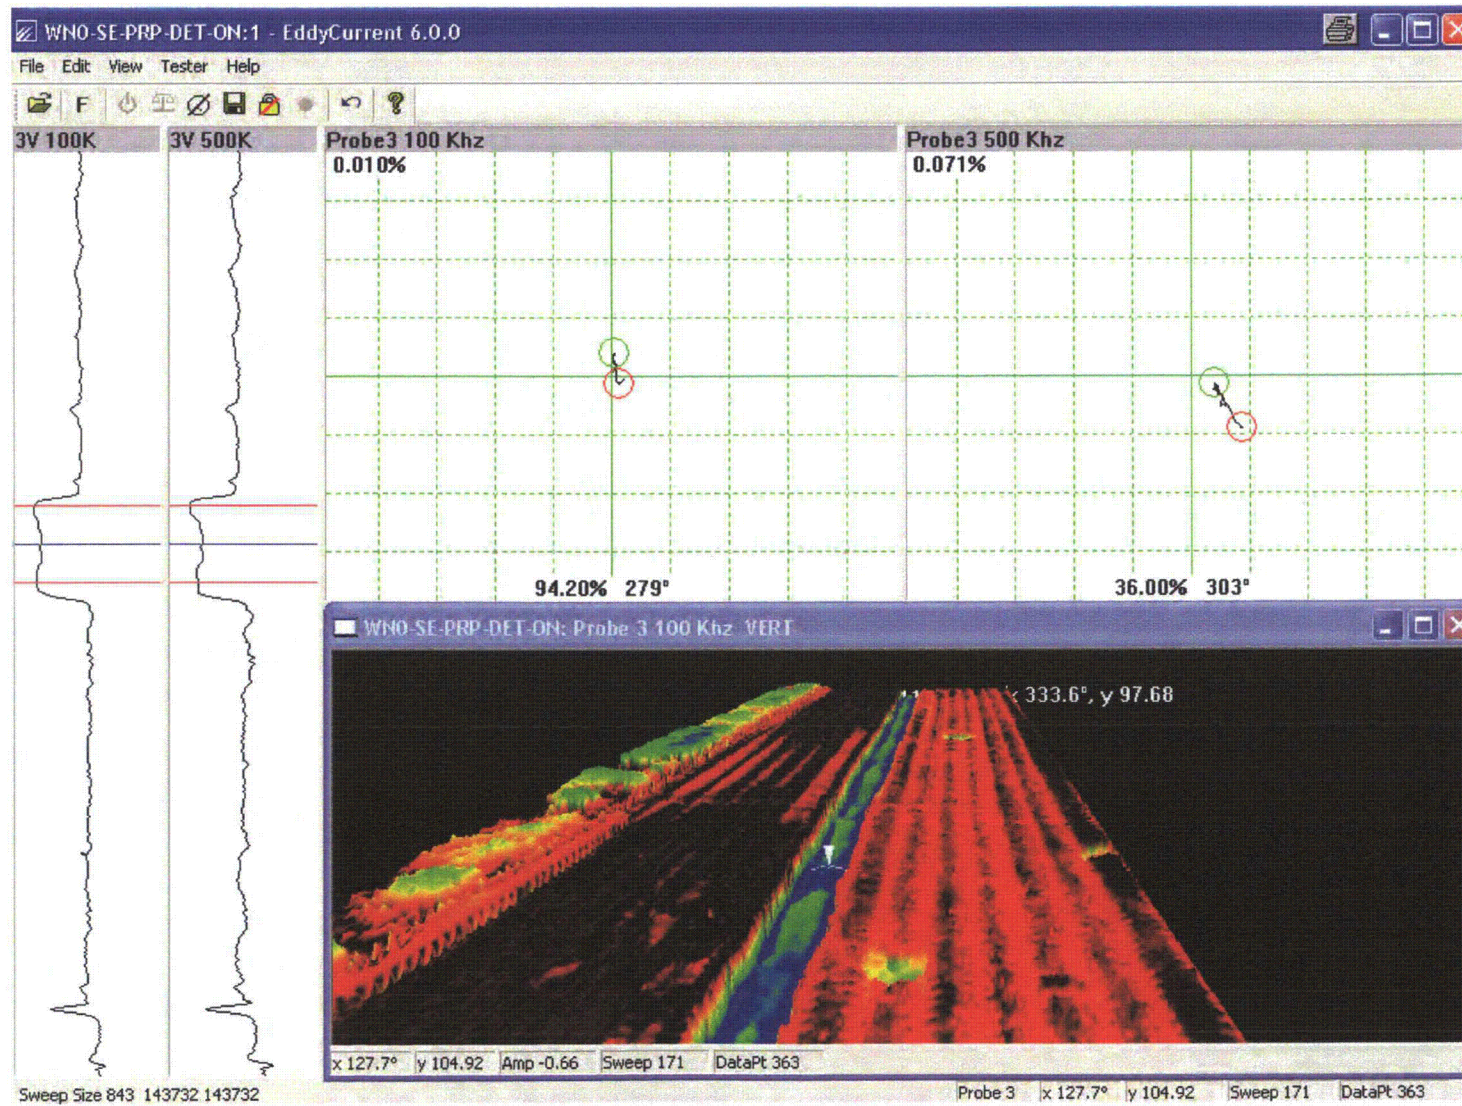 WN0-SE-PRP-DET-ON:1 - EddyCurrent 6.0.0
File Edit View Tester Help
F
3V 100K
3V 500K
Probe3 100 Khz
Probe3 500 Khz
0.010%
0.071%
94.20% 279°
36.00% 303°
WN0-SE-PRP-DET-ON: Probe 3 100 Khz VERT
x 333.6°, y 97.68
x 127.7° y 104.92 Amp -0.66 Sweep 171 DataPt 363
Sweep Size 843 143732 143732
Probe 3 x 127.7° y 104.92 Sweep 171 DataPt 363